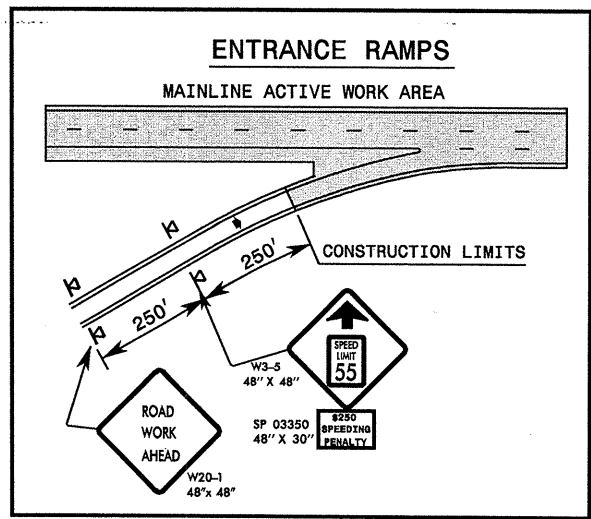 ENTRANCE RAMPS
MAINLINE ACTIVE WORK AREA
CONSTRUCTION LIMITS
250'
250'
W3-5
48" X 48"
SPEED
LIMIT
55
SP 03350
48" X 30"
$250
SPEEDING
PENALTY
ROAD
WORK
AHEAD
W20-1
48"x 48"